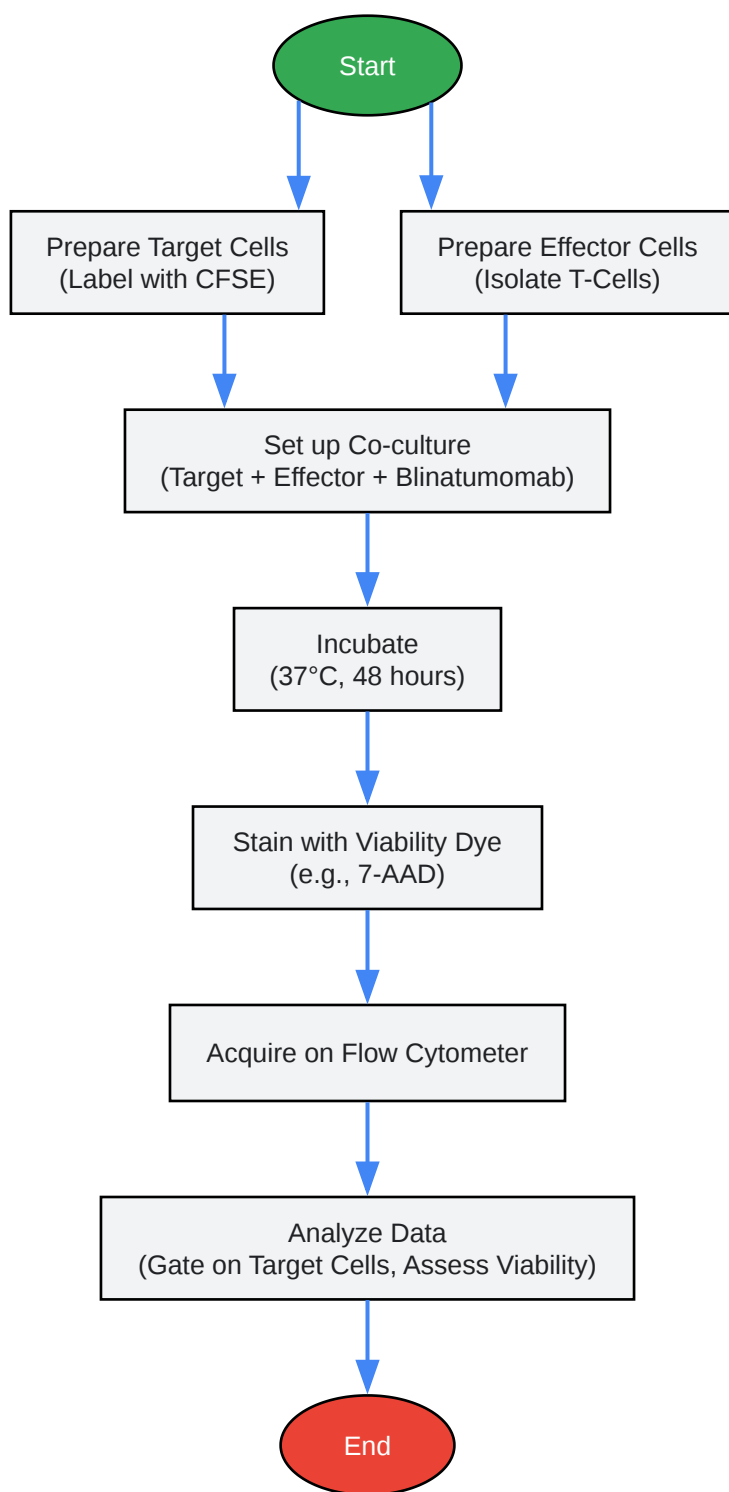 Start
Prepare Target Cells
(Label with CFSE)
Prepare Effector Cells
(Isolate T-Cells)
Set up Co-culture
(Target + Effector + Blinatumomab)
Incubate
(37°C, 48 hours)
Stain with Viability Dye
(e.g., 7-AAD)
Acquire on Flow Cytometer
Analyze Data
(Gate on Target Cells, Assess Viability)
End